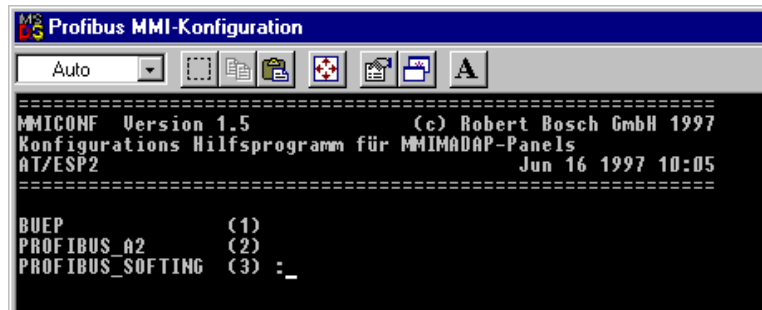 Profibus MMI-Konfiguration
Auto
A
==========================================================
MMICONF Version 1.5 (c) Robert Bosch GmbH 1997
Konfigurations Hilfsprogramm für MMIMADAP-Panels
AT/ESP2 Jun 16 1997 10:05
==========================================================
BUEP (1)
PROFIBUS_A2 (2)
PROFIBUS_SOFTING (3) :_